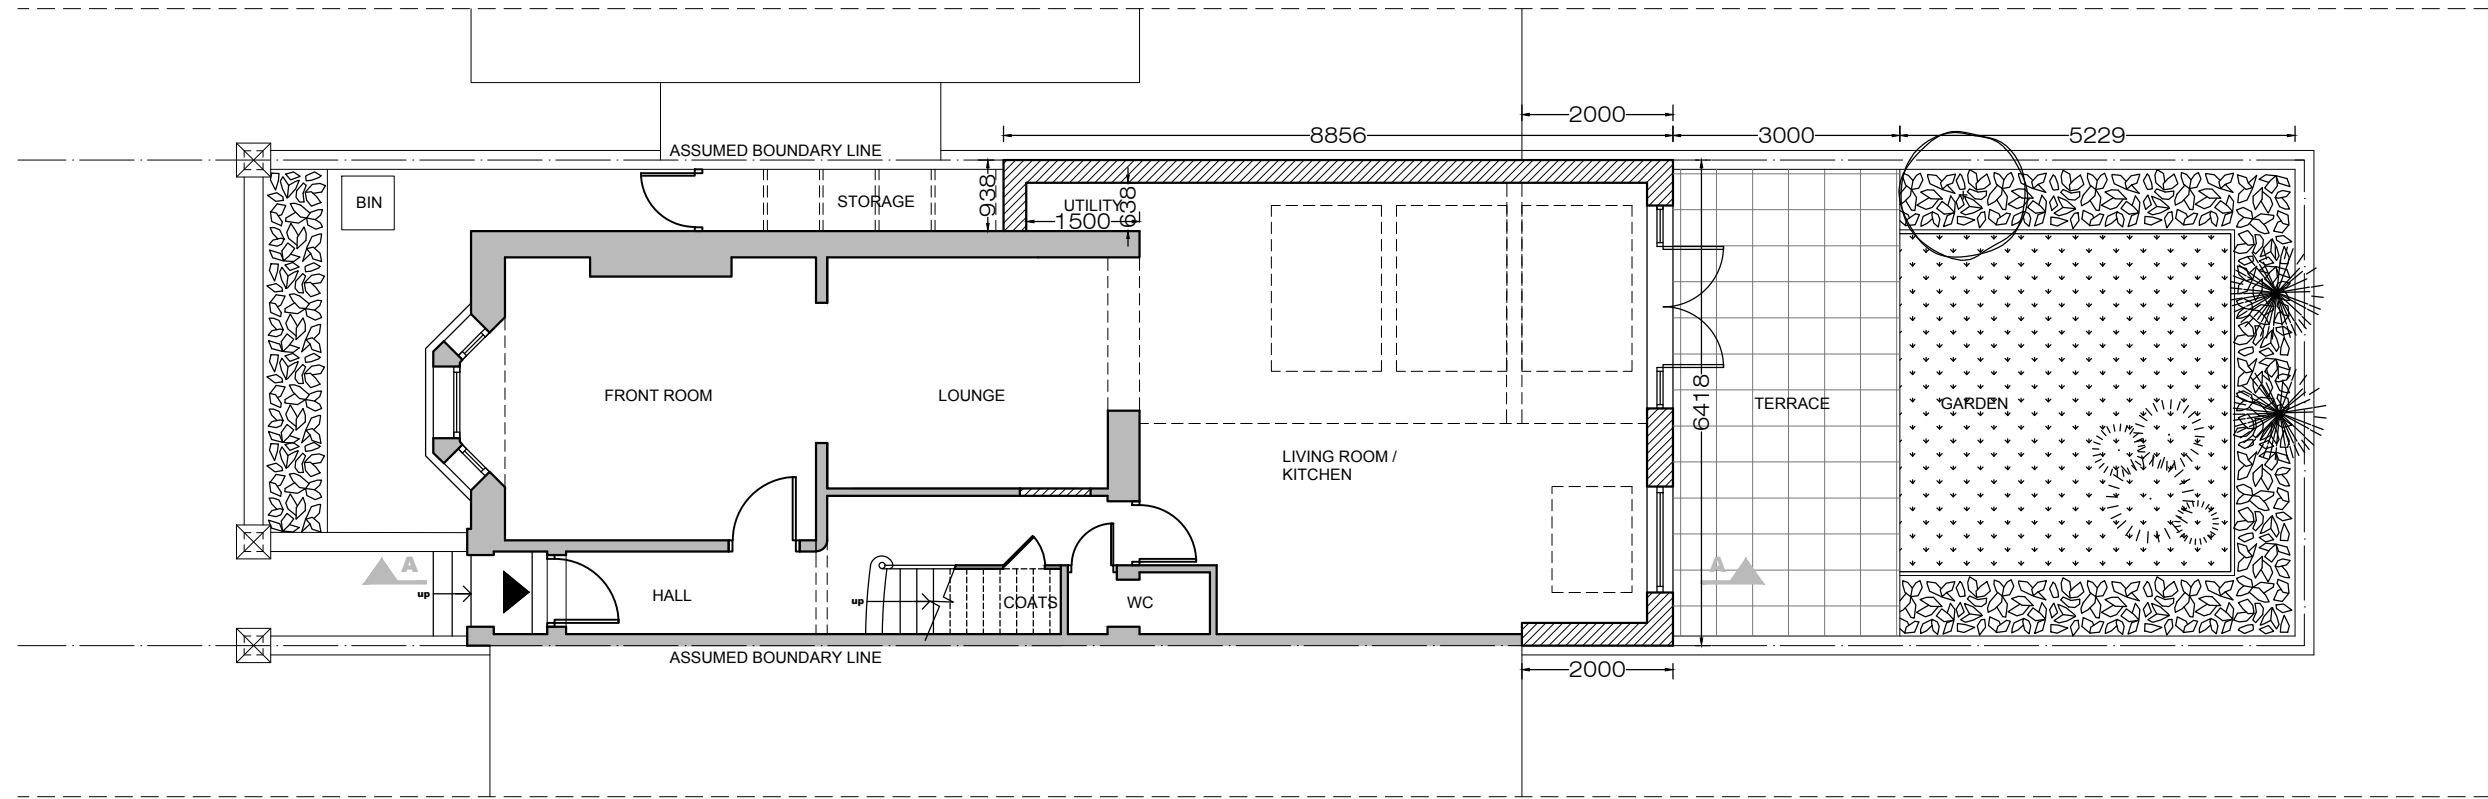 2000
8856
3000
5229
ASSUMED BOUNDARY LINE
BIN
STORAGE
938
UTILITY
638
1500
FRONT ROOM
LOUNGE
6418
TERRACE
GARDEN
LIVING ROOM /
KITCHEN
A
A
up
HALL
up
COATS
WC
ASSUMED BOUNDARY LINE
2000